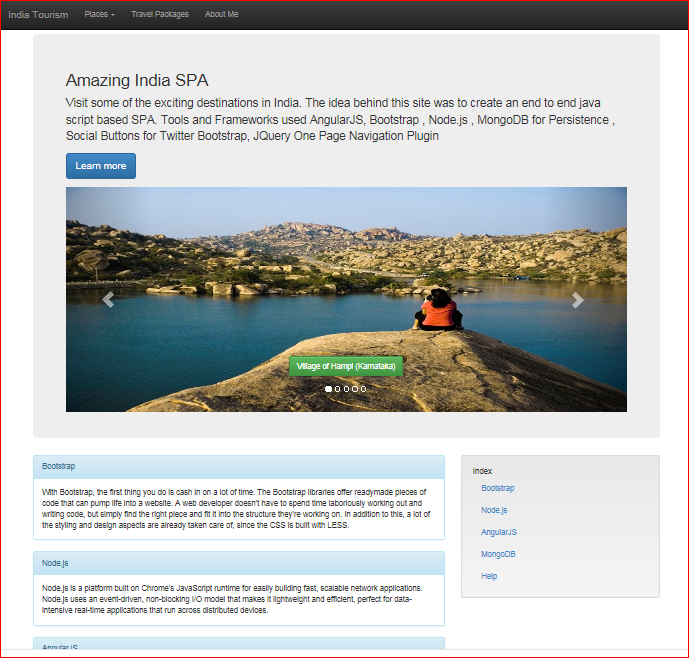 India Tourism Places Travel Packages About Me
Amazing India SPA
Visit some of the exciting destinations in India. The idea behind this site was to create an end to end java
script based SPA. Tools and Frameworks used AngularJS, Bootstrap , Node.js , MongoDB for Persistence ,
Social Buttons for Twitter Bootstrap, JQuery One Page Navigation Plugin
Learn more
Village of Hampi (Karnataka)
Bootstrap
With Bootstrap, the first thing you do is cash in on a lot of time. The Bootstrap libraries offer readymade pieces of
code that can pump life into a website. A web developer doesn't have to spend time laboriously working out and
writing code, but simply find the right piece and fit it into the structure they're working on. In addition to this, a lot of
the styling and design aspects are already taken care of, since the CSS is built with LESS.
Node.js
Node.js is a platform built on Chrome's JavaScript runtime for easily building fast, scalable network applications.
Node.js uses an event-driven, non-blocking I/O model that makes it lightweight and efficient, perfect for data-
intensive real-time applications that run across distributed devices.
AngularJS
Index
Bootstrap
Node.js
AngularJS
MongoDB
Help